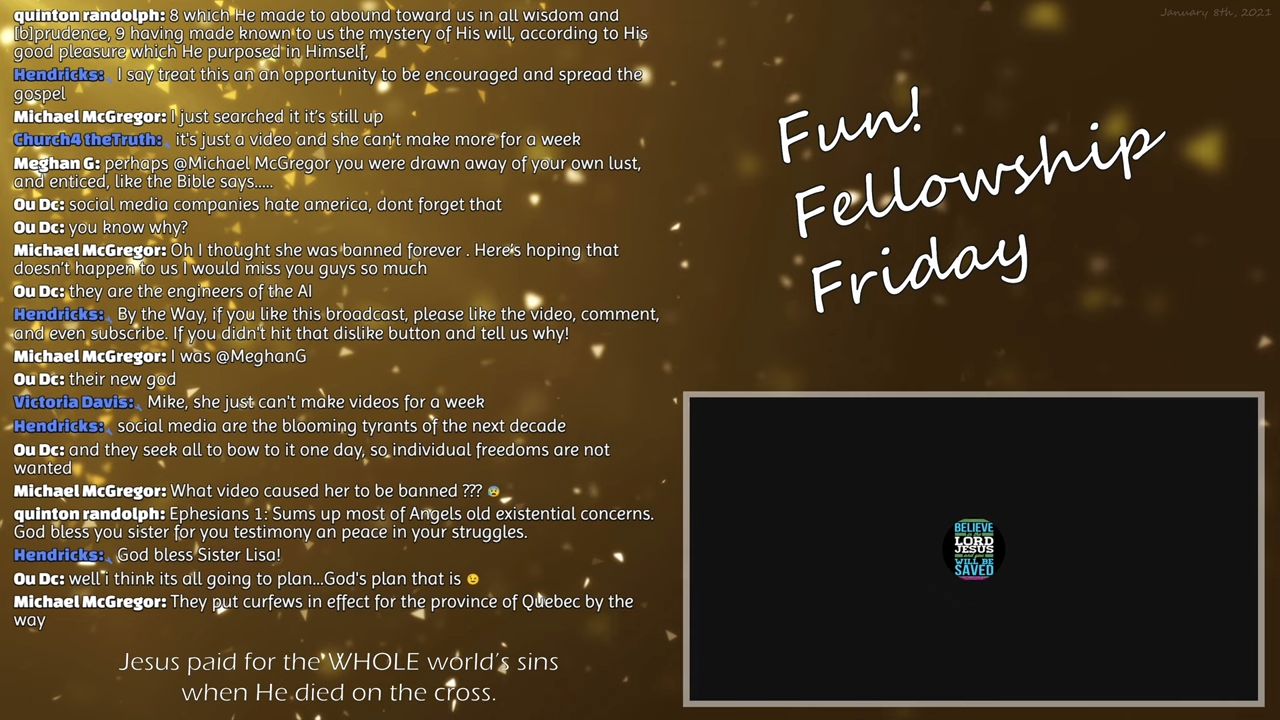 quinton randolph: 8 which He made to abound toward us in all wisdom and
[b]prudence, 9 having made known to us the mystery of His will, according to His
good pleasure which He purposed in Himself,
Hendricks: I say treat this an an opportunity to be encouraged and spread the
gospel
Michael McGregor: I just searched it it's still up
Church4 theTruth: it's just a video and she can't make more for a week
Meghan G: perhaps @Michael McGregor you were drawn away of your own lust,
and enticed, like the Bible says.....
Ou Dc: social media companies hate america, dont forget that
Ou Dc: you know why?
Michael McGregor: Oh I thought she was banned forever . Here's hoping that
doesn't happen to us I would miss you guys so much
Ou Dc: they are the engineers of the AI
Hendricks: By the Way, if you like this broadcast, please like the video, comment,
and even subscribe. If you didn't hit that dislike button and tell us why!
Michael McGregor: I was @MeghanG
Ou Dc: their new god
Victoria Davis: Mike, she just can't make videos for a week
Hendricks: social media are the blooming tyrants of the next decade
Ou Dc: and they seek all to bow to it one day, so individual freedoms are not
wanted
Michael McGregor: What video caused her to be banned ??? 😰
quinton randolph: Ephesians 1: Sums up most of Angels old existential concerns.
God bless you sister for you testimony an peace in your struggles.
Hendricks: God bless Sister Lisa!
Ou Dc: well i think its all going to plan...God's plan that is 😉
Michael McGregor: They put curfews in effect for the province of Quebec by the
way
Jesus paid for the WHOLE world's sins
when He died on the cross.
January 8th, 2021
Fun!
Fellowship
Friday
BELIEVE
LORD
JESUS
WILL BE
SAVED